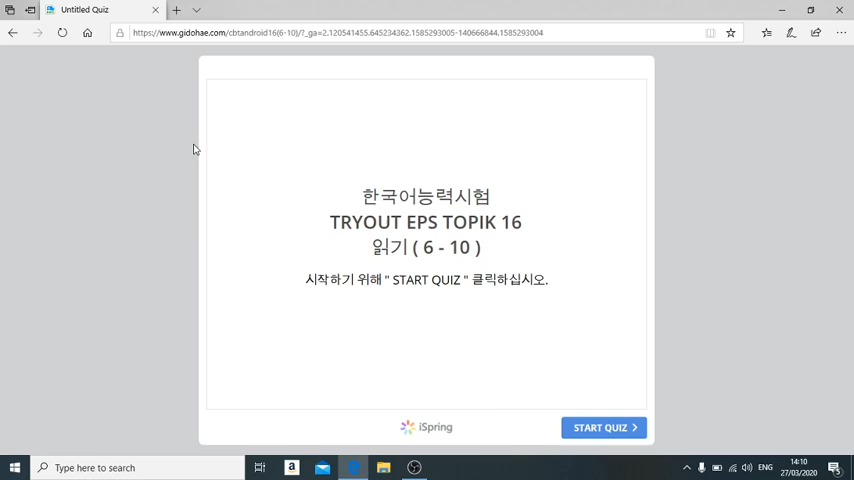 Untitled Quiz
https://www.gidohae.com/cbtandroid16(6-10)/?_ga=2.120541455.645234362.1585293005-140666844.1585293004
한국어능력시험
TRYOUT EPS TOPIK 16
읽기 ( 6 - 10 )
시작하기 위해 " START QUIZ " 클릭하십시오.
iSpring
START QUIZ
Type here to search
a
ENG
14:10
27/03/2020
5